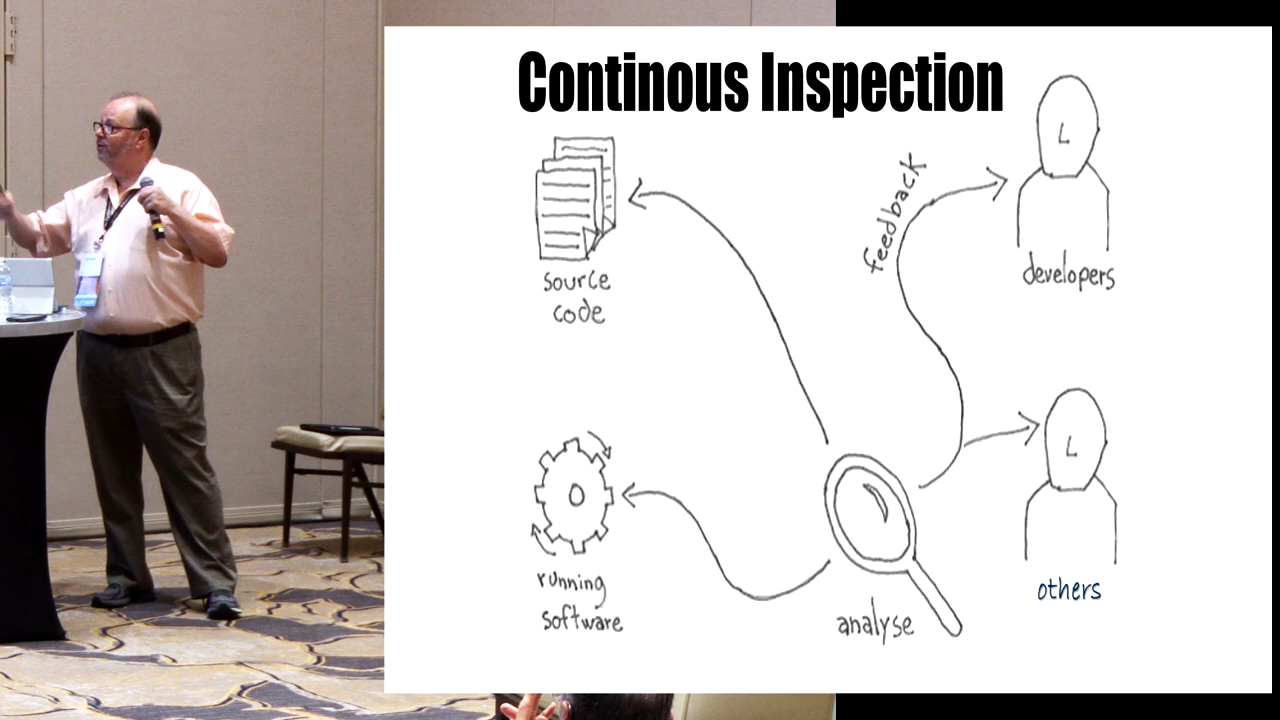 Continous Inspection
source
code
feedback
developers
running
software
analyse
others